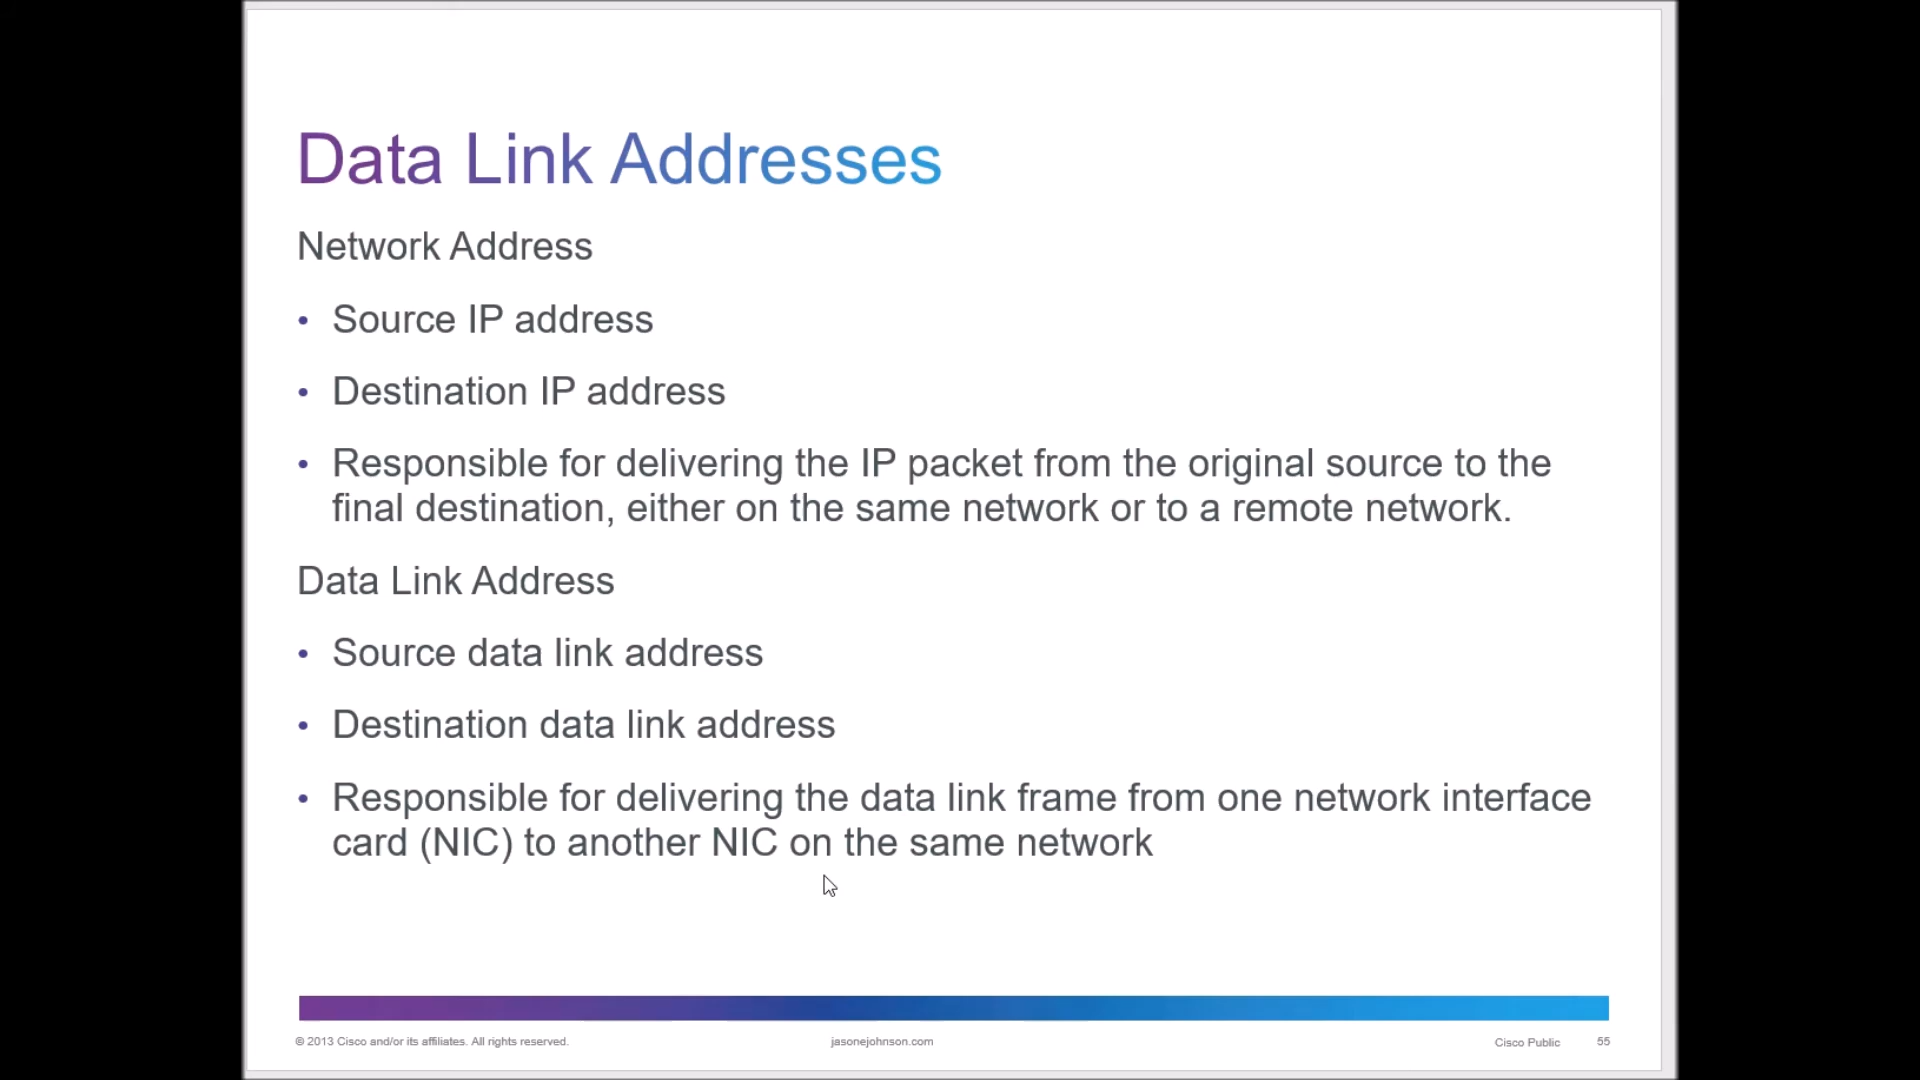 Data Link Addresses
Network Address
• Source IP address
• Destination IP address
• Responsible for delivering the IP packet from the original source to the
final destination, either on the same network or to a remote network.
Data Link Address
• Source data link address
• Destination data link address
• Responsible for delivering the data link frame from one network interface
card (NIC) to another NIC on the same network
© 2013 Cisco and/or its affiliates. All rights reserved. jasonejohnson.com Cisco Public 55